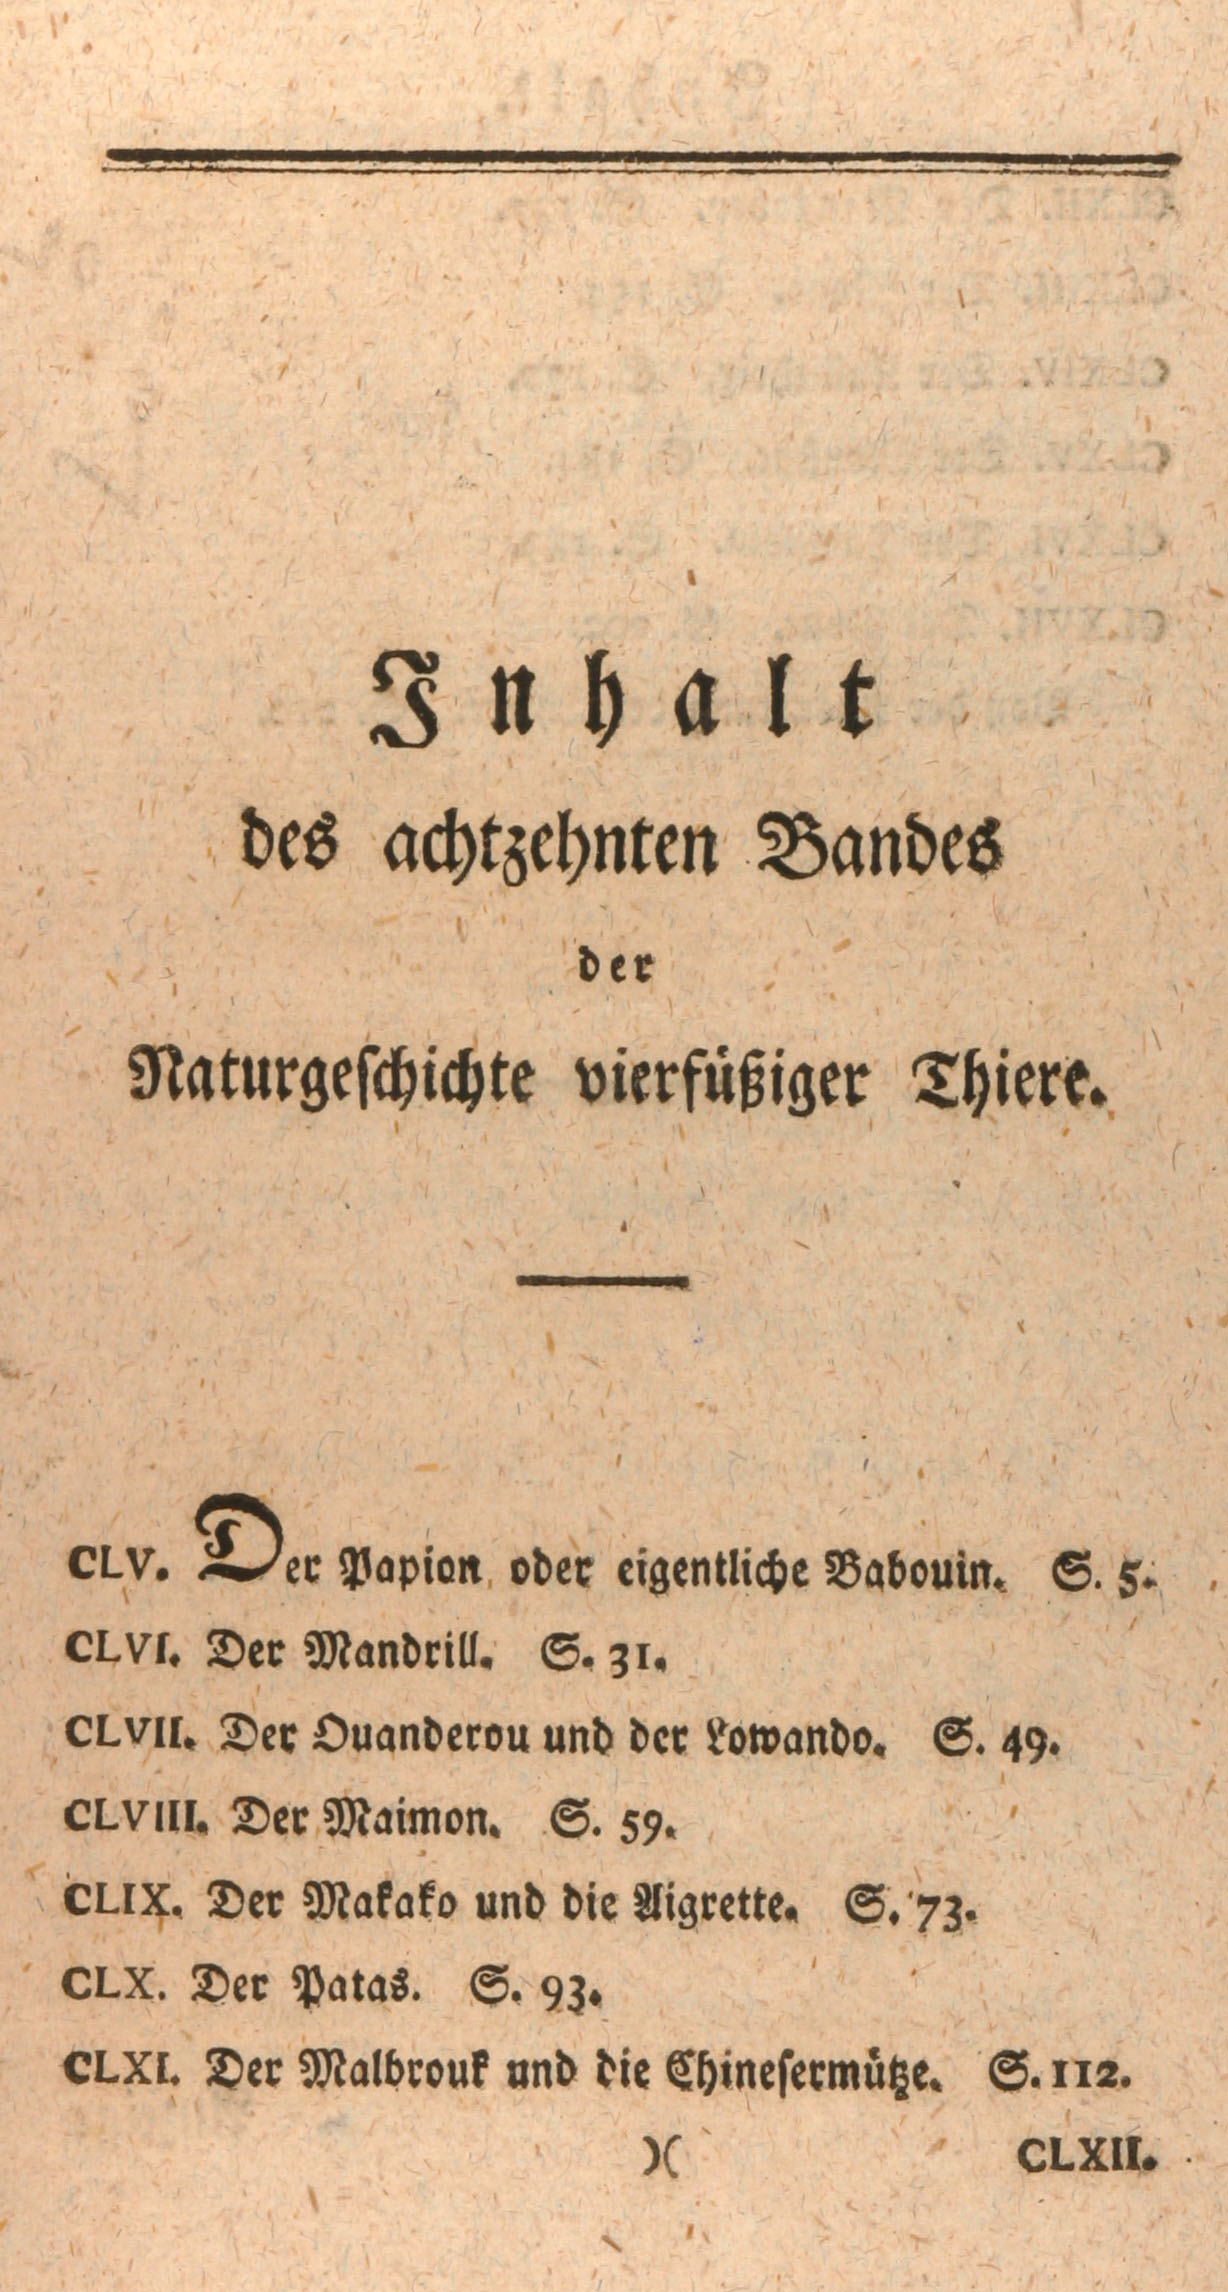 Inhalt
des achtzehnten Bandes
der
Naturgeschichte vierfüßiger Thiere.
CLV. Der Papion oder eigentliche Babouin. S. 5.
CLVI. Der Mandrill. S. 31.
CLVII. Der Ouanderou und der Lowando. S. 49.
CLVIII. Der Maimon. S. 59.
CLIX. Der Makako und die Aigrette. S. 73.
CLX. Der Patas. S. 93.
CLXI. Der Malbrouk und die Chinesermütze. S. 112.
)( CLXII.